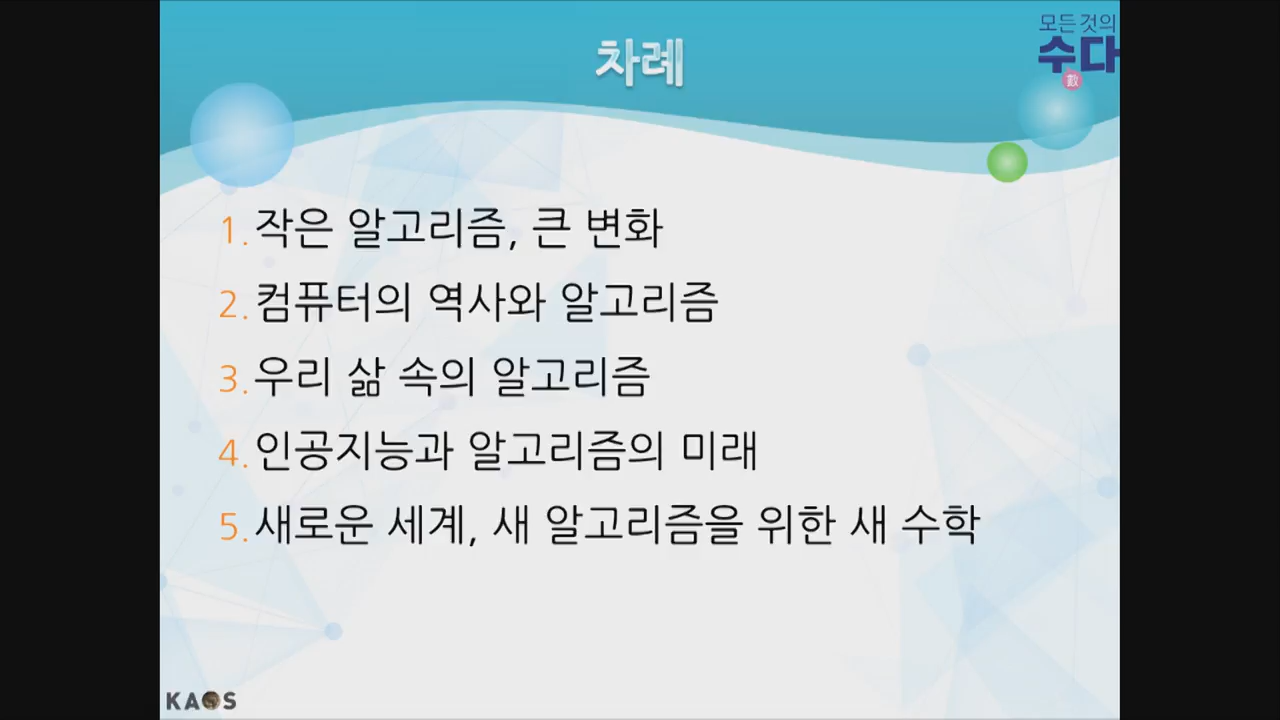 모든 것의
수다
數
차례
1. 작은 알고리즘, 큰 변화
2. 컴퓨터의 역사와 알고리즘
3. 우리 삶 속의 알고리즘
4. 인공지능과 알고리즘의 미래
5. 새로운 세계, 새 알고리즘을 위한 새 수학
KAOS